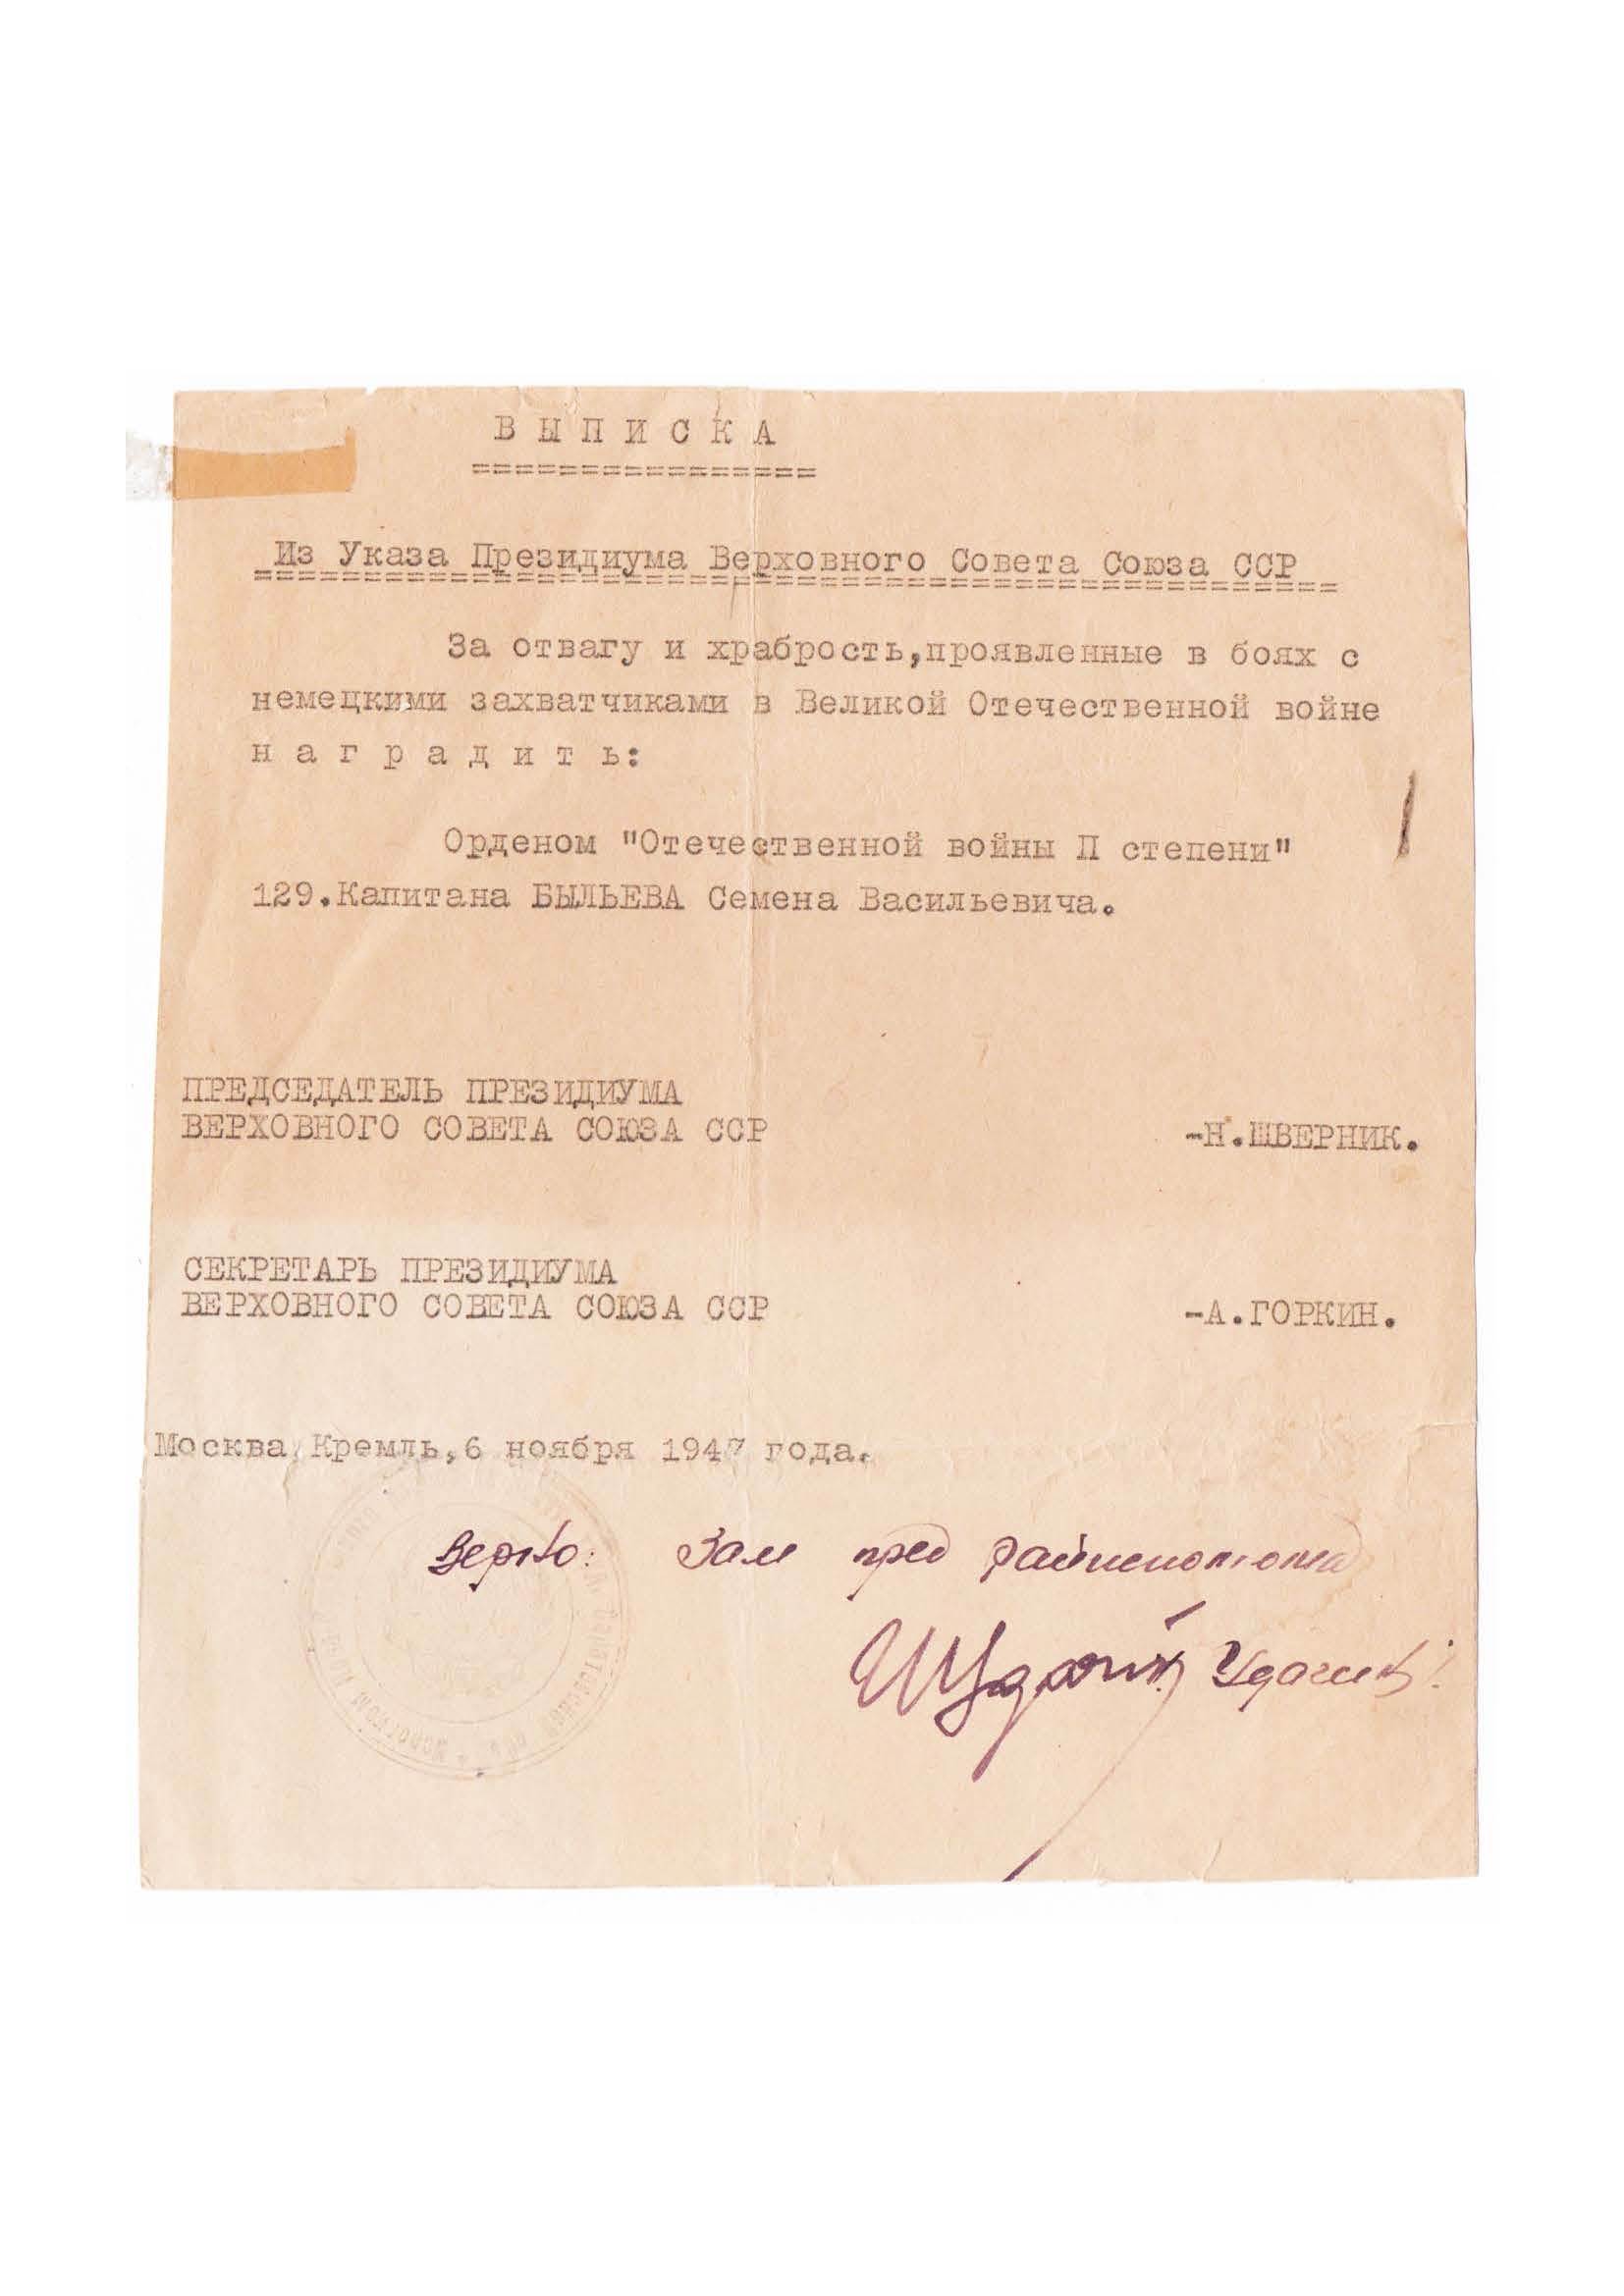 В Ы П И С К А
================
Из Указа Президиума Верховного Совета Союза ССР
За отвагу и храбрость,проявленные в боях с
немецкими захватчиками в Великой Отечественной войне
н а г р а д и т ь:
Орденом "Отечественной войны II степени"
129.Капитана БЫЛЬЕВА Семена Васильевича.
ПРЕДСЕДАТЕЛЬ ПРЕЗИДИУМА
ВЕРХОВНОГО СОВЕТА СОЮЗА ССР -Н.ШВЕРНИК.
СЕКРЕТАРЬ ПРЕЗИДИУМА
ВЕРХОВНОГО СОВЕТА СОЮЗА ССР -А.ГОРКИН.
Москва, Кремль,6 ноября 1947 года.
Верно: Зам пред райисполкома